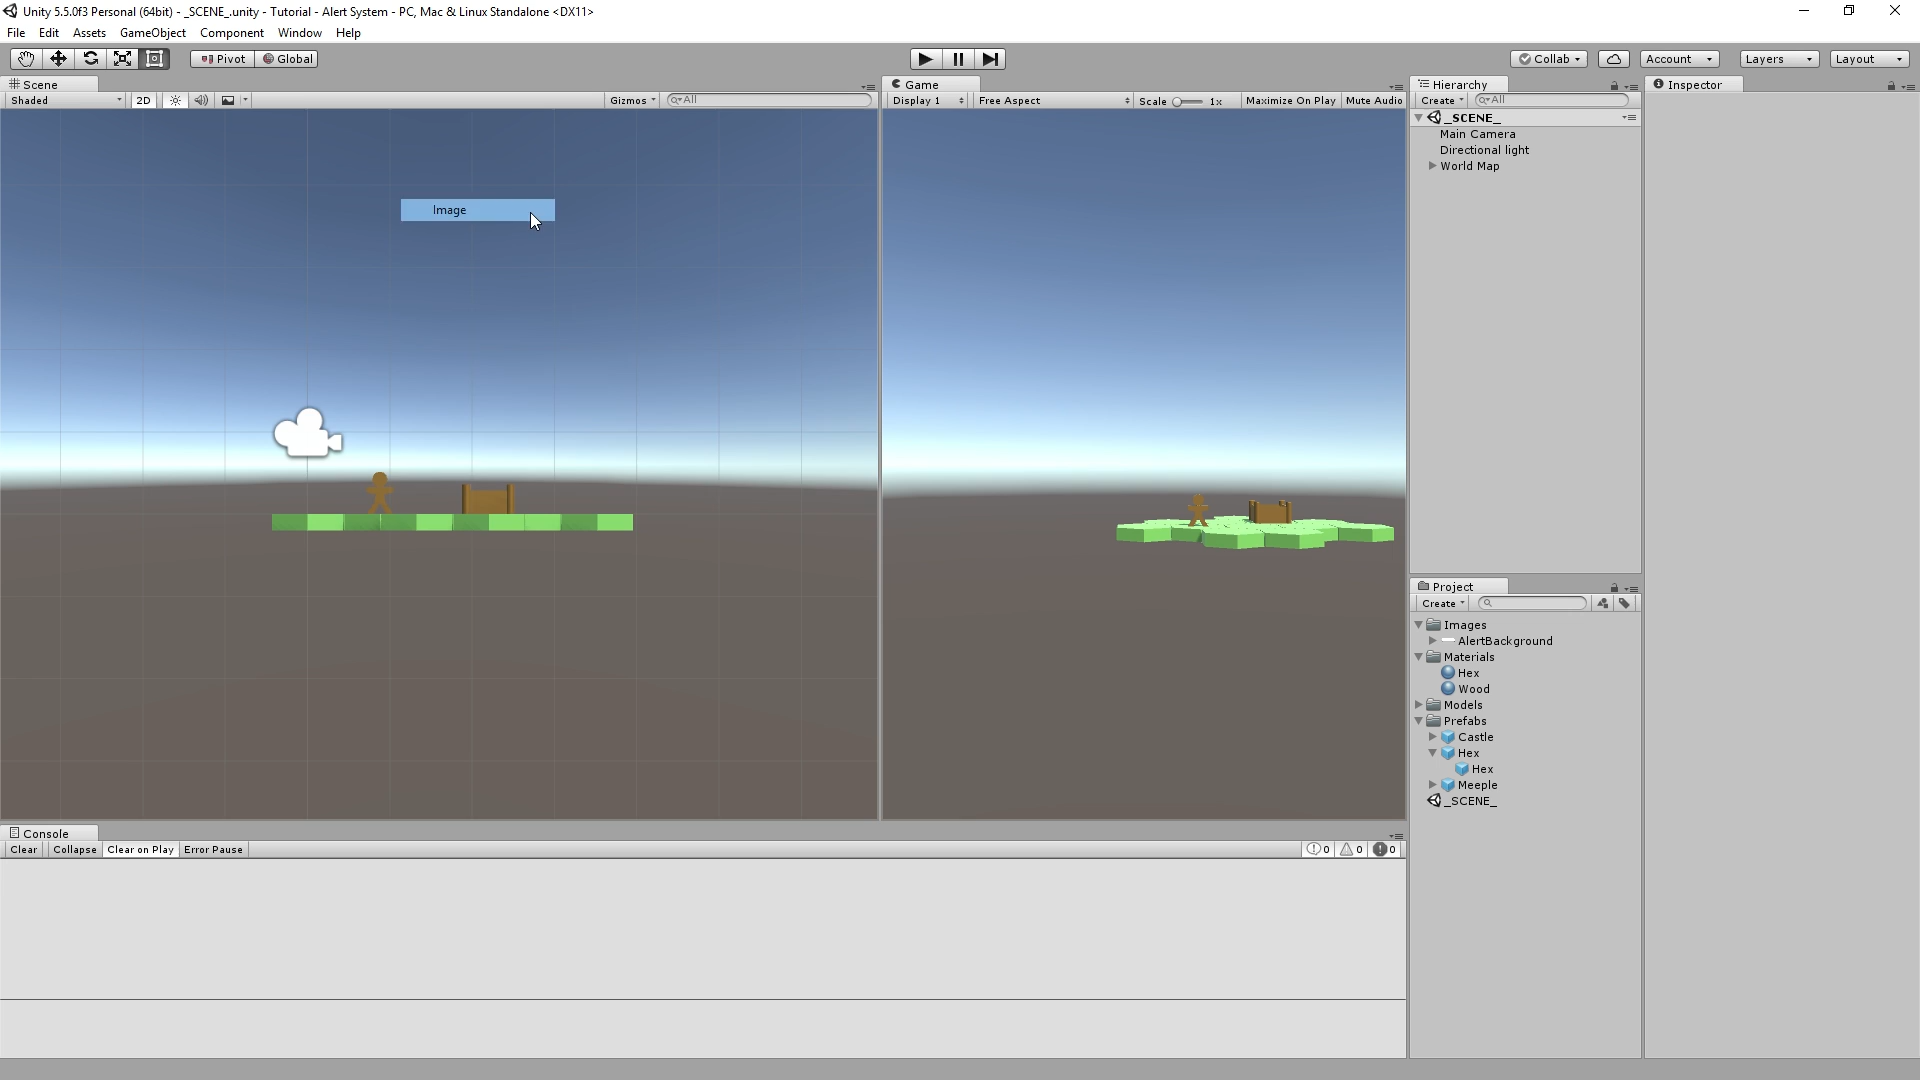 Unity 5.5.0f3 Personal (64bit) - _SCENE_.unity - Tutorial - Alert System - PC, Mac & Linux Standalone <DX11>
File Edit Assets GameObject Component Window Help
Pivot Global Collab Account Layers Layout
Scene
Shaded 2D Gizmos All
Image
Game
Display 1 Free Aspect Scale 1x Maximize On Play Mute Audio
Hierarchy
Create All
_SCENE_
Main Camera
Directional light
World Map
Inspector
Project
Create
Images
AlertBackground
Materials
Hex
Wood
Models
Prefabs
Castle
Hex
Hex
Meeple
_SCENE_
Console
Clear Collapse Clear on Play Error Pause 0 0 0